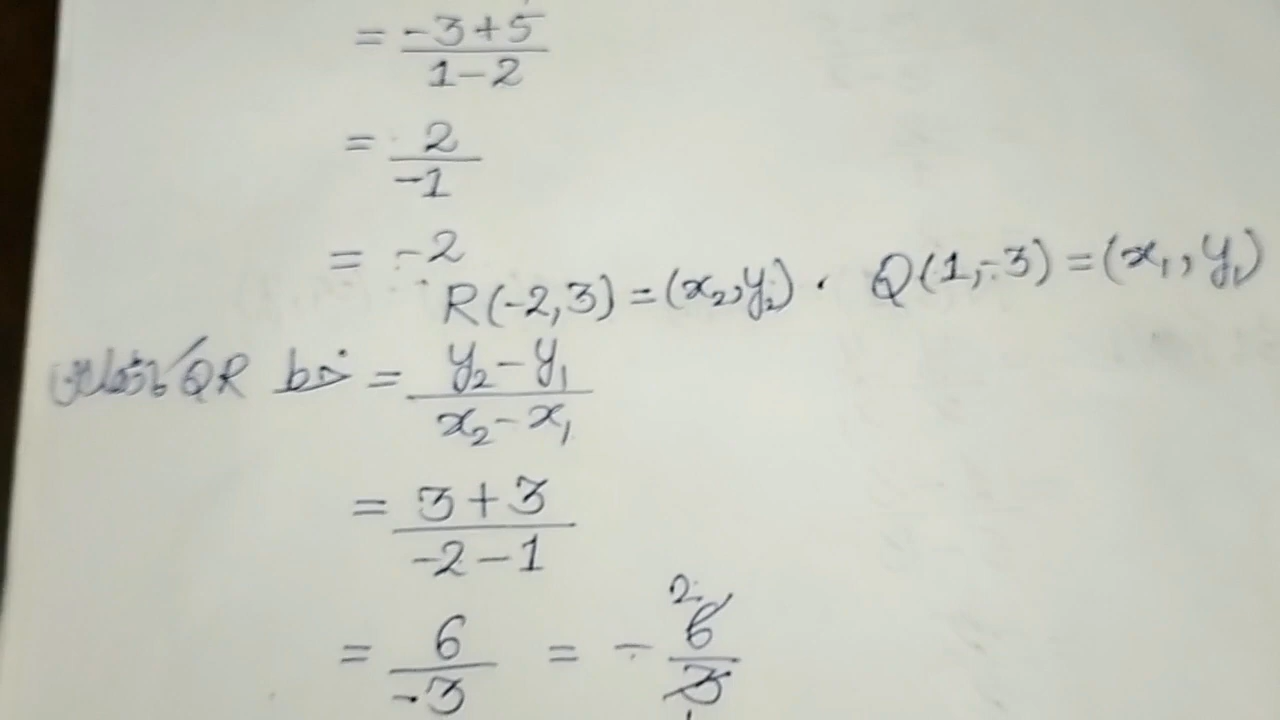 = -3+5 / 1-2
= 2 / -1
= -2
R(-2,3) = (x₂,y₂) . Q(1,-3) = (x₁, y₁)
QR = y₂ - y₁ / x₂ - x₁
= 3+3 / -2-1
= 6 / -3 = - 6 / 3
2